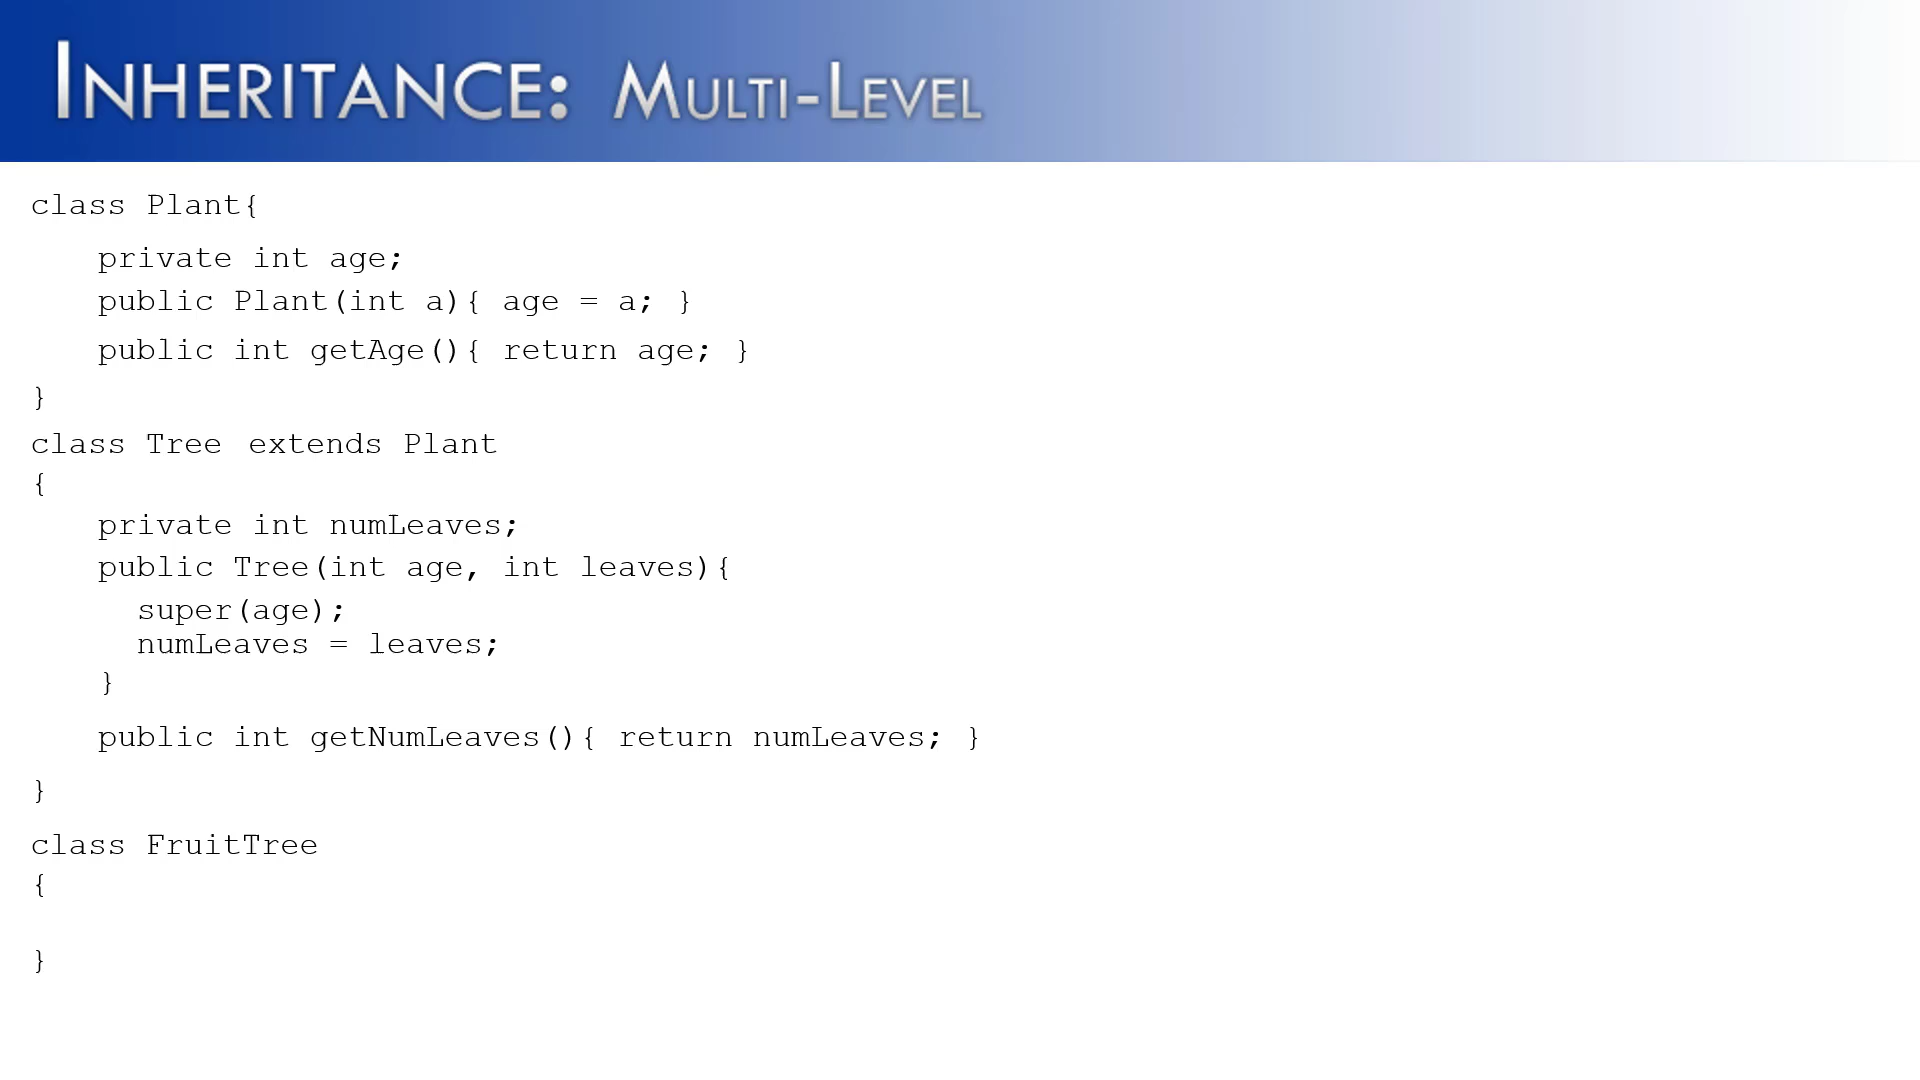 INHERITANCE: MULTI-LEVEL
class Plant{
private int age;
public Plant(int a){ age = a; }
public int getAge(){ return age; }
}
class Tree extends Plant
{
private int numLeaves;
public Tree(int age, int leaves){
super(age);
numLeaves = leaves;
}
public int getNumLeaves(){ return numLeaves; }
}
class FruitTree
{
}